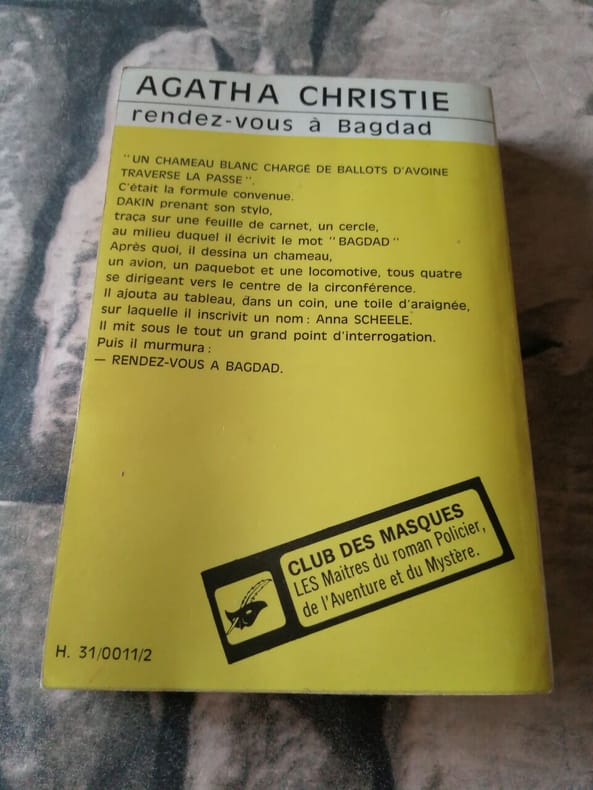 AGATHA CHRISTIE
rendez-vous à Bagdad
"UN CHAMEAU BLANC CHARGÉ DE BALLOTS D'AVOINE
TRAVERSE LA PASSE".
C'était la formule convenue.
DAKIN prenant son stylo,
traça sur une feuille de carnet, un cercle,
au milieu duquel il écrivit le mot "BAGDAD"
Après quoi, il dessina un chameau,
un avion, un paquebot et une locomotive, tous quatre
se dirigeant vers le centre de la circonférence.
Il ajouta au tableau, dans un coin, une toile d'araignée,
sur laquelle il inscrivit un nom : Anna SCHEELE.
Il mit sous le tout un grand point d'interrogation.
Puis il murmura :
— RENDEZ-VOUS A BAGDAD.
CLUB DES MASQUES
LES Maitres du roman Policier,
de l'Aventure et du Mystère.
H. 31/0011/2